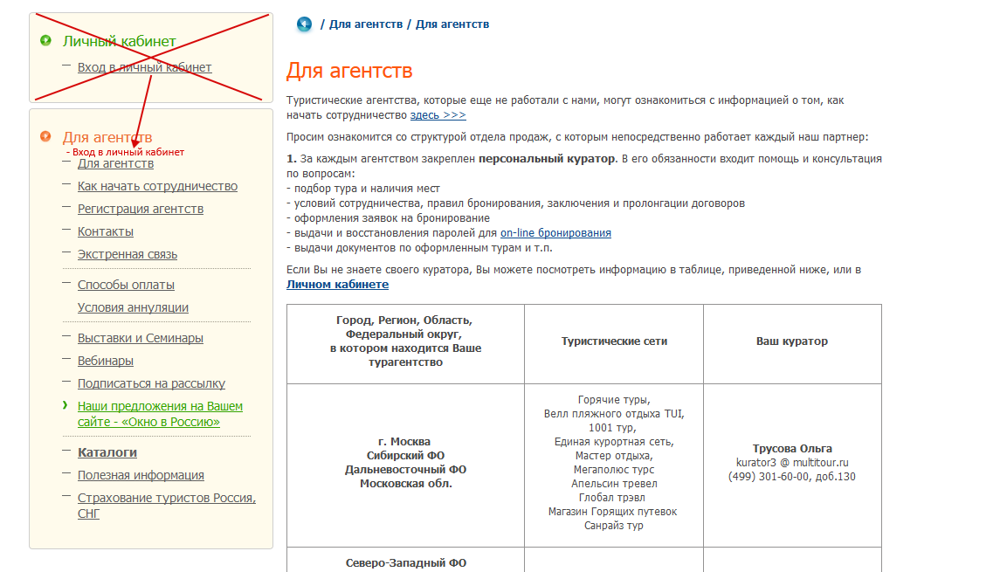 Личный кабинет
Вход в личный кабинет
Для агентств
- Вход в личный кабинет
Для агентств
Как начать сотрудничество
Регистрация агентств
Контакты
Экстренная связь
Способы оплаты
Условия аннуляции
Выставки и Семинары
Вебинары
Подписаться на рассылку
Наши предложения на Вашем
сайте - «Окно в Россию»
Каталоги
Полезная информация
Страхование туристов Россия,
СНГ
/ Для агентств / Для агентств
Для агентств
Туристические агентства, которые еще не работали с нами, могут ознакомиться с информацией о том, как
начать сотрудничество здесь >>>
Просим ознакомится со структурой отдела продаж, с которым непосредственно работает каждый наш партнер:
1. За каждым агентством закреплен персональный куратор. В его обязанности входит помощь и консультация
по вопросам:
- подбор тура и наличия мест
- условий сотрудничества, правил бронирования, заключения и пролонгации договоров
- оформления заявок на бронирование
- выдачи и восстановления паролей для on-line бронирования
- выдачи документов по оформленным турам и т.п.
Если Вы не знаете своего куратора, Вы можете посмотреть информацию в таблице, приведенной ниже, или в
Личном кабинете
Город, Регион, Область,
Федеральный округ,
в котором находится Ваше
турагентство
Туристические сети
Ваш куратор
г. Москва
Сибирский ФО
Дальневосточный ФО
Московская обл.
Горячие туры,
Велл пляжного отдыха TUI,
1001 тур,
Единая курортная сеть,
Мастер отдыха,
Мегаполюс турс
Апельсин тревел
Глобал трэвл
Магазин Горящих путевок
Санрайз тур
Трусова Ольга
kurator3 @ multitour.ru
(499) 301-60-00, доб.130
Северо-Западный ФО